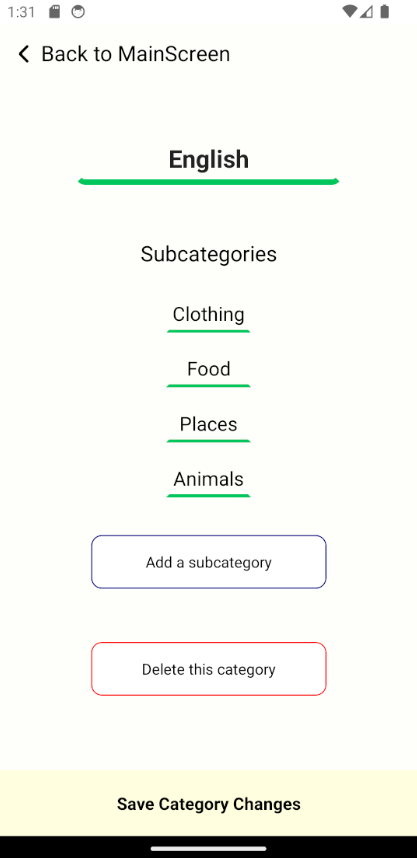 1:31
Back to MainScreen
English
Subcategories
Clothing
Food
Places
Animals
Add a subcategory
Delete this category
Save Category Changes